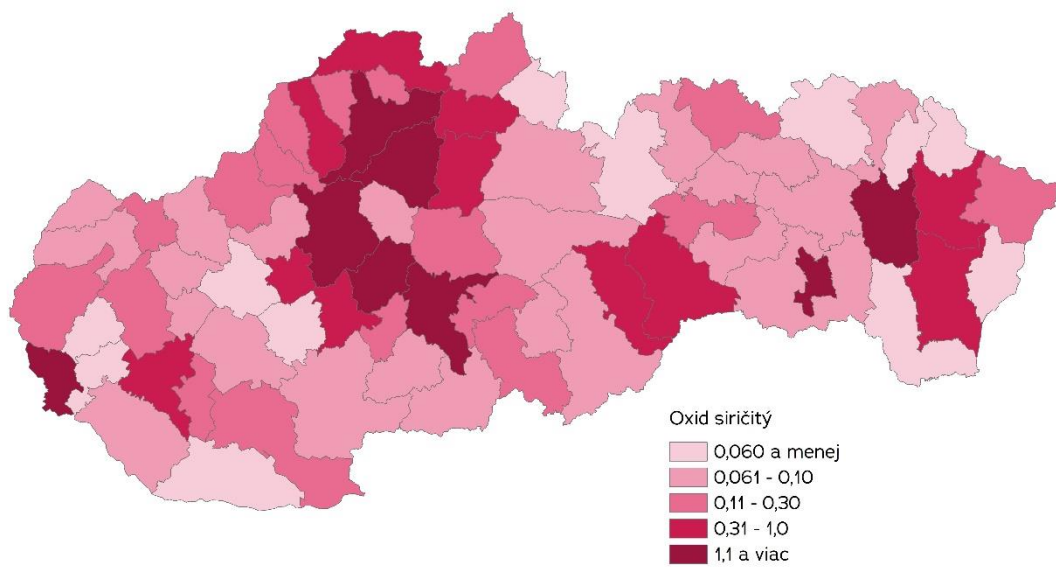 Oxid siričitý
0,060 a menej
0,061 - 0,10
0,11 - 0,30
0,31 - 1,0
1,1 a viac